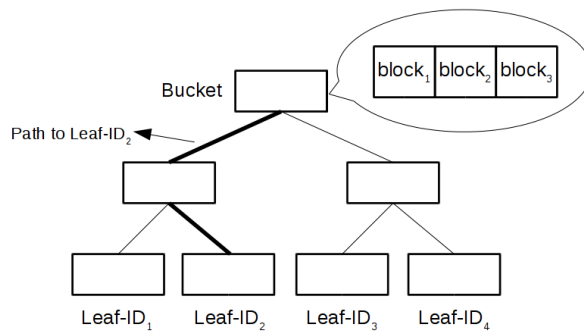 block₁ block₂ block₃
Bucket
Path to Leaf-ID₂
Leaf-ID₁ Leaf-ID₂ Leaf-ID₃ Leaf-ID₄